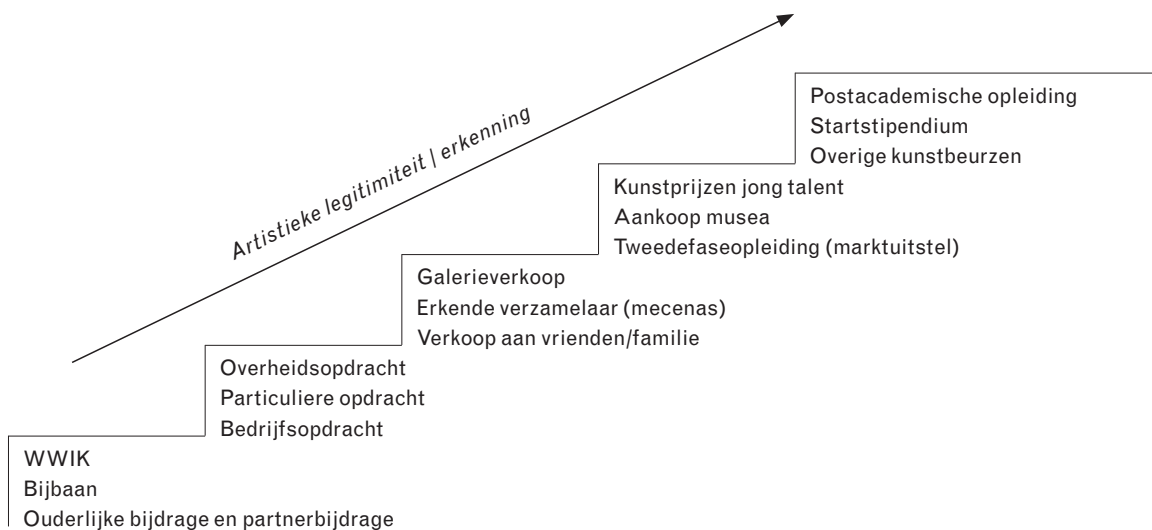 Artistieke legitimiteit | erkenning
Postacademische opleiding
Startstipendium
Overige kunstbeurzen
Kunstprijzen jong talent
Aankoop musea
Tweedefaseopleiding (marktuitstel)
Galerieverkoop
Erkende verzamelaar (mecenas)
Verkoop aan vrienden/familie
Overheidsopdracht
Particuliere opdracht
Bedrijfsopdracht
WWIK
Bijbaan
Ouderlijke bijdrage en partnerbijdrage